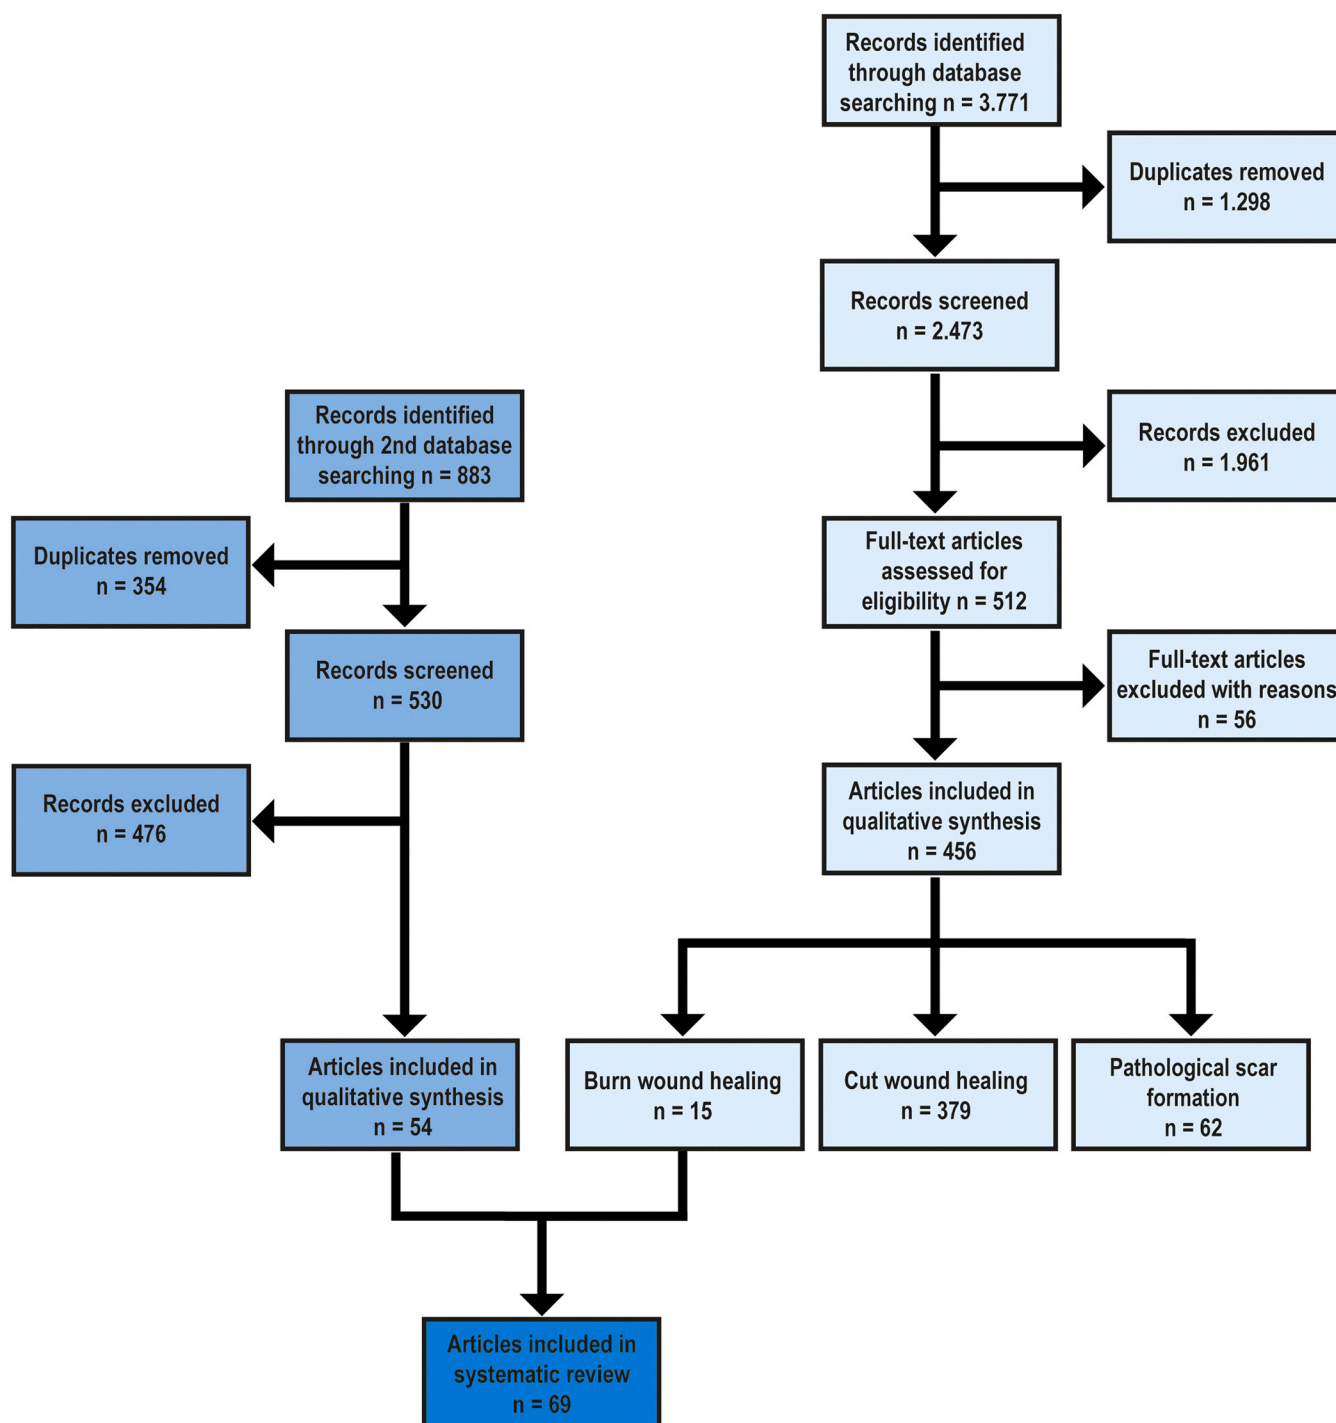 Records identified
through database
searching n = 3.771
Duplicates removed
n = 1.298
Records screened
n = 2.473
Records excluded
n = 1.961
Full-text articles
assessed for
eligibility n = 512
Full-text articles
excluded with reasons
n = 56
Articles included in
qualitative synthesis
n = 456
Records identified
through 2nd database
searching n = 883
Duplicates removed
n = 354
Records screened
n = 530
Records excluded
n = 476
Articles included in
qualitative synthesis
n = 54
Burn wound healing
n = 15
Cut wound healing
n = 379
Pathological scar
formation
n = 62
Articles included in
systematic review
n = 69